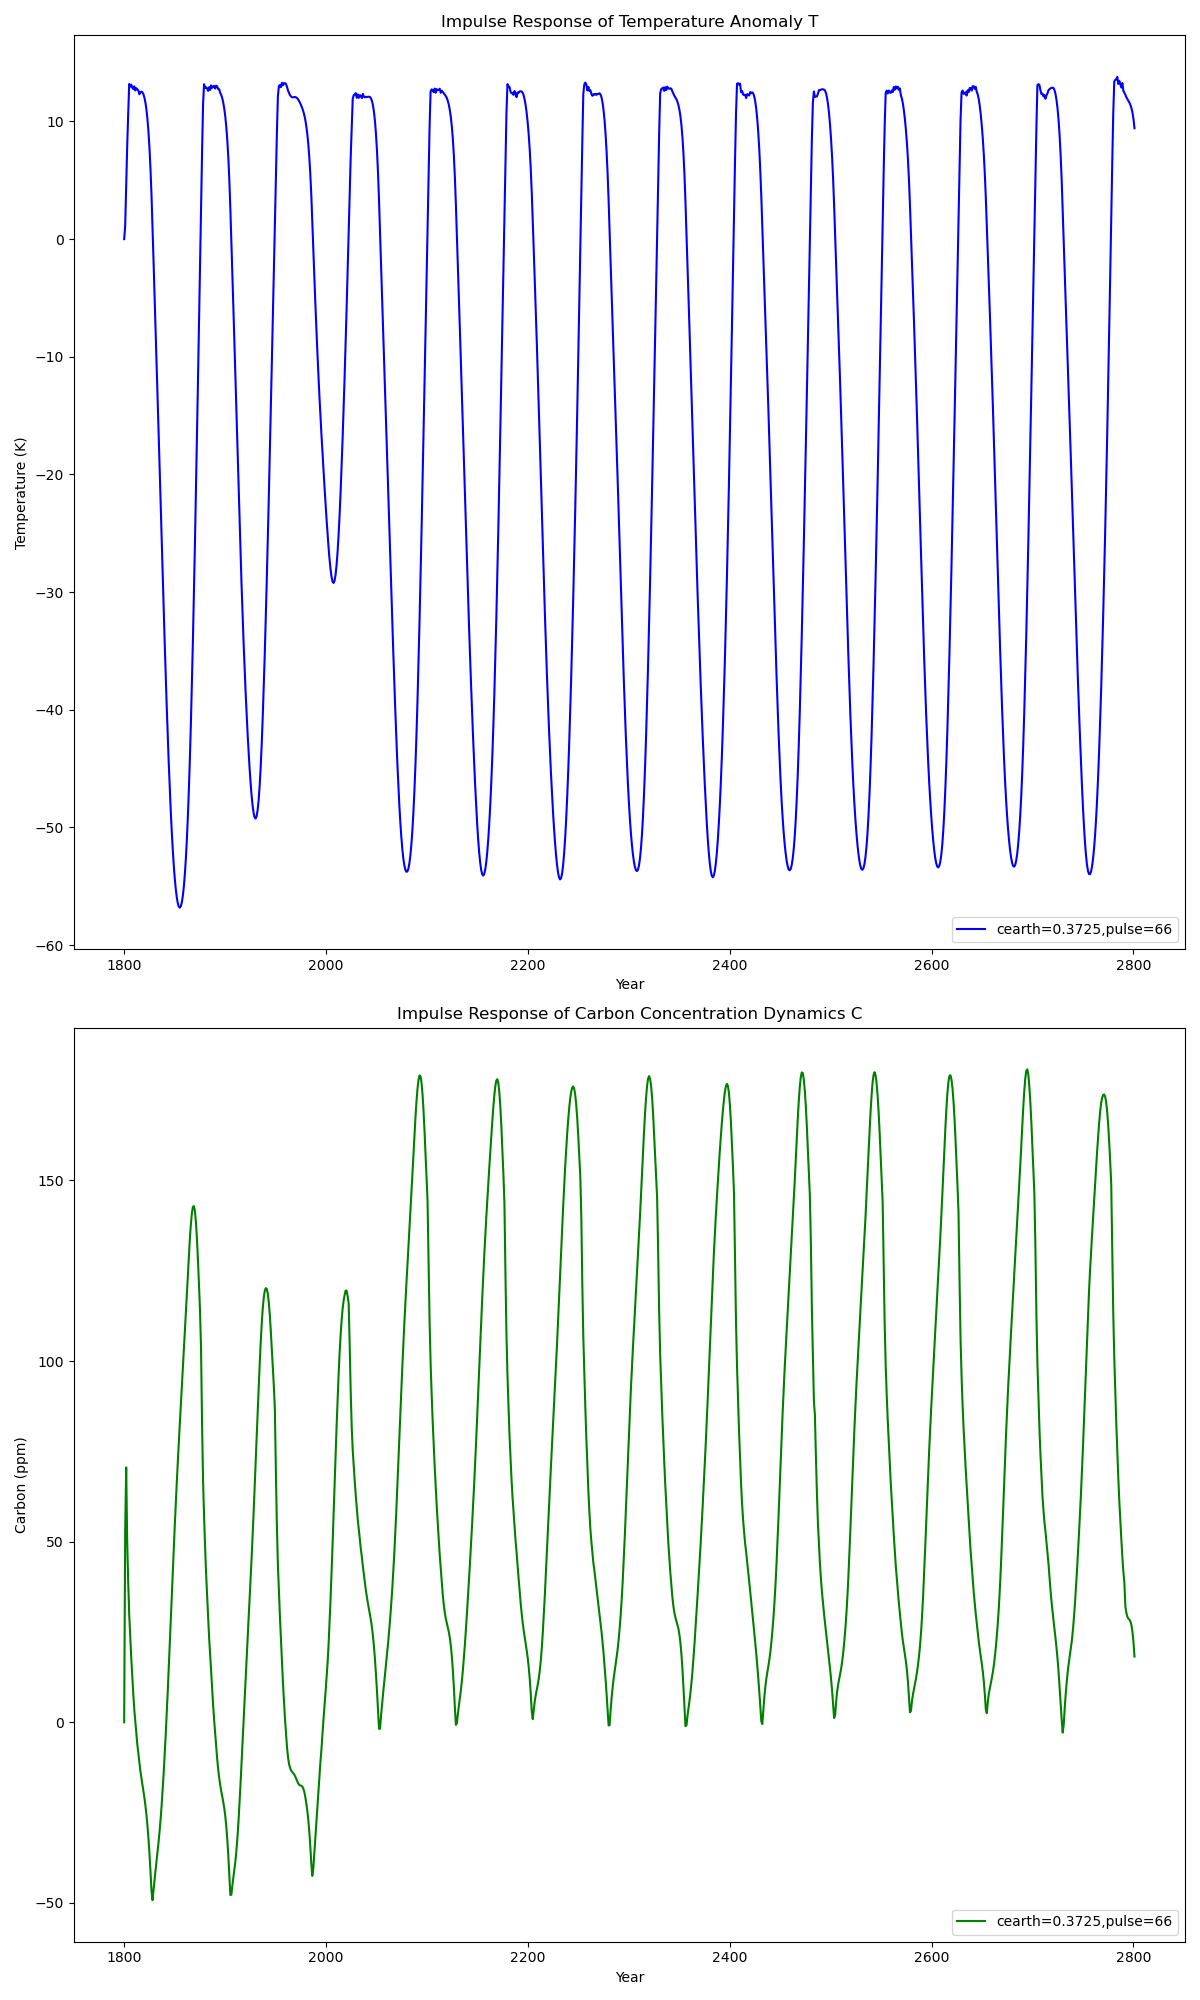 Impulse Response of Temperature Anomaly T
10
0
−10
−20
−30
−40
−50
−60
Temperature (K)
cearth=0.3725,pulse=66
1800 2000 2200 2400 2600 2800
Year
Impulse Response of Carbon Concentration Dynamics C
150
100
50
0
−50
Carbon (ppm)
cearth=0.3725,pulse=66
1800 2000 2200 2400 2600 2800
Year